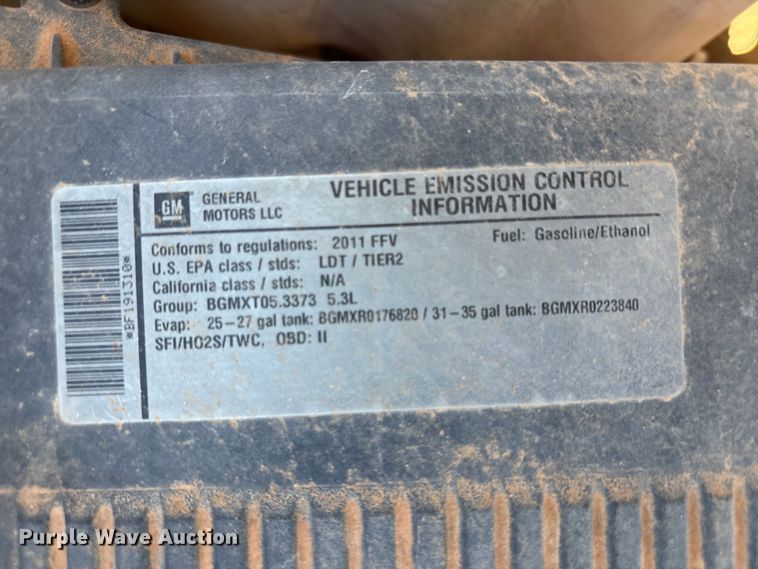 GM GENERAL MOTORS LLC
VEHICLE EMISSION CONTROL
INFORMATION
Conforms to regulations: 2011 FFV
Fuel: Gasoline/Ethanol
U.S. EPA class / stds: LDT / TIER2
California class / stds: N/A
Group: BGMXT05.3373 5.3L
Evap: 25-27 gal tank: BGMXR0176820 / 31-35 gal tank: BGMXR0223840
SFI/HO2S/TWC, OBD: II
*BF191310*
Purple Wave Auction